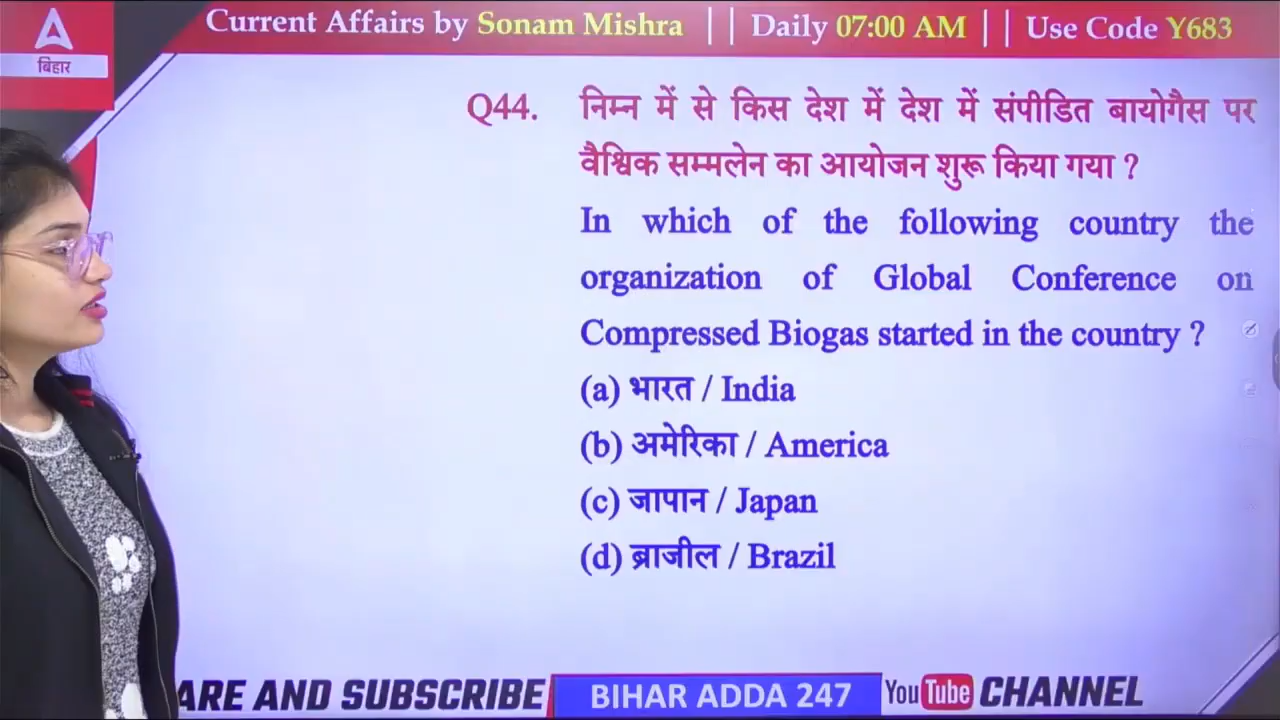 Current Affairs by Sonam Mishra || Daily 07:00 AM || Use Code Y683
बिहार
Q44. निम्न में से किस देश में देश में संपीडित बायोगैस पर
वैश्विक सम्मलेन का आयोजन शुरू किया गया ?
In which of the following country the
organization of Global Conference on
Compressed Biogas started in the country ?
(a) भारत / India
(b) अमेरिका / America
(c) जापान / Japan
(d) ब्राजील / Brazil
ARE AND SUBSCRIBE BIHAR ADDA 247 YouTube CHANNEL